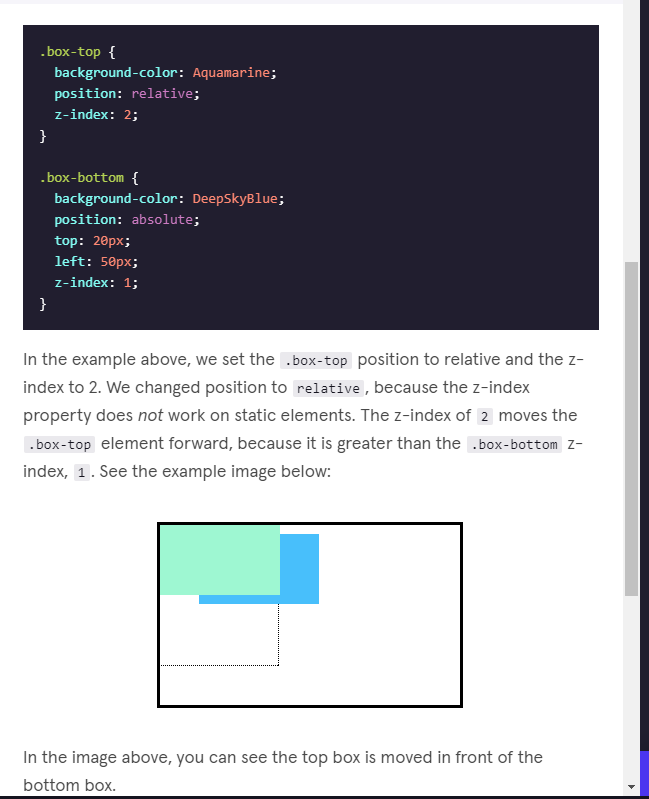 .box-top {
background-color: Aquamarine;
position: relative;
z-index: 2;
}
.box-bottom {
background-color: DeepSkyBlue;
position: absolute;
top: 20px;
left: 50px;
z-index: 1;
}
In the example above, we set the .box-top position to relative and the z-
index to 2. We changed position to relative, because the z-index
property does not work on static elements. The z-index of 2 moves the
.box-top element forward, because it is greater than the .box-bottom z-
index, 1. See the example image below:
In the image above, you can see the top box is moved in front of the
bottom box.